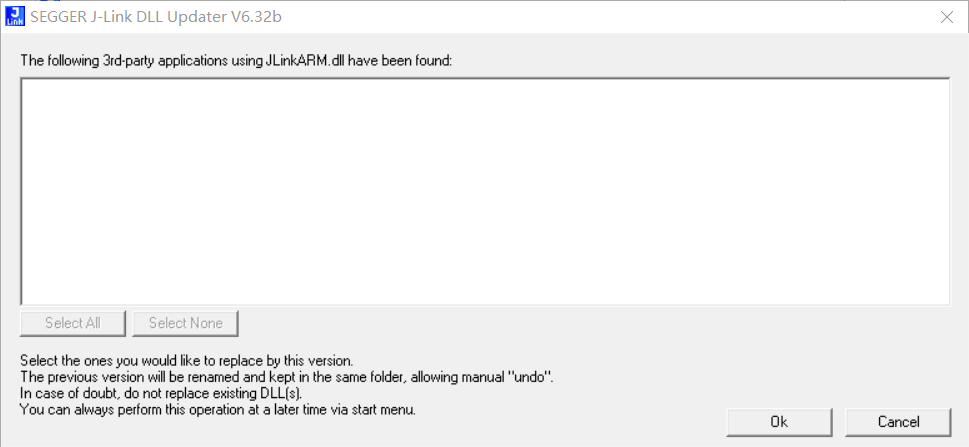 J
LINK
SEGGER J-Link DLL Updater V6.32b
The following 3rd-party applications using JLinkARM.dll have been found:
Select All
Select None
Select the ones you would like to replace by this version.
The previous version will be renamed and kept in the same folder, allowing manual "undo".
In case of doubt, do not replace existing DLL(s).
You can always perform this operation at a later time via start menu.
Ok
Cancel